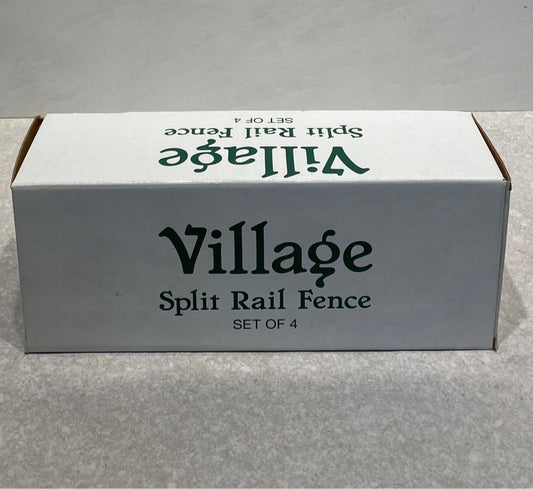 SET OF 4
Split Rail Fence
Village
Village
Split Rail Fence
SET OF 4